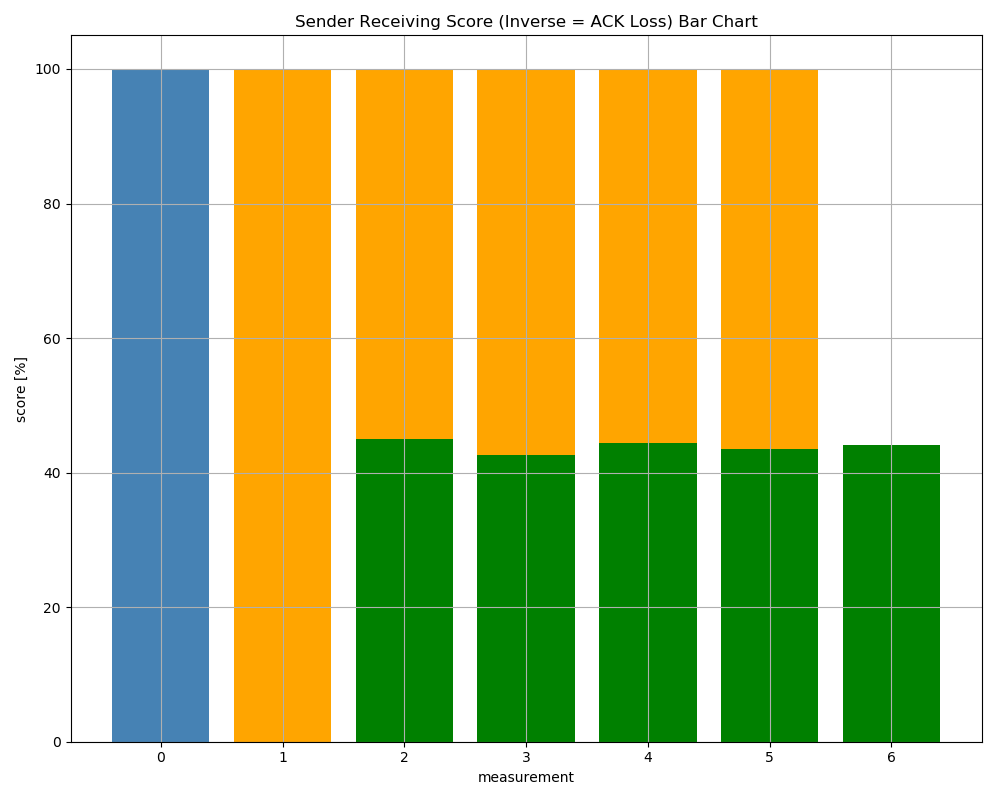 Sender Receiving Score (Inverse = ACK Loss) Bar Chart
100
80
60
40
20
0
score [%]
0 1 2 3 4 5 6
measurement